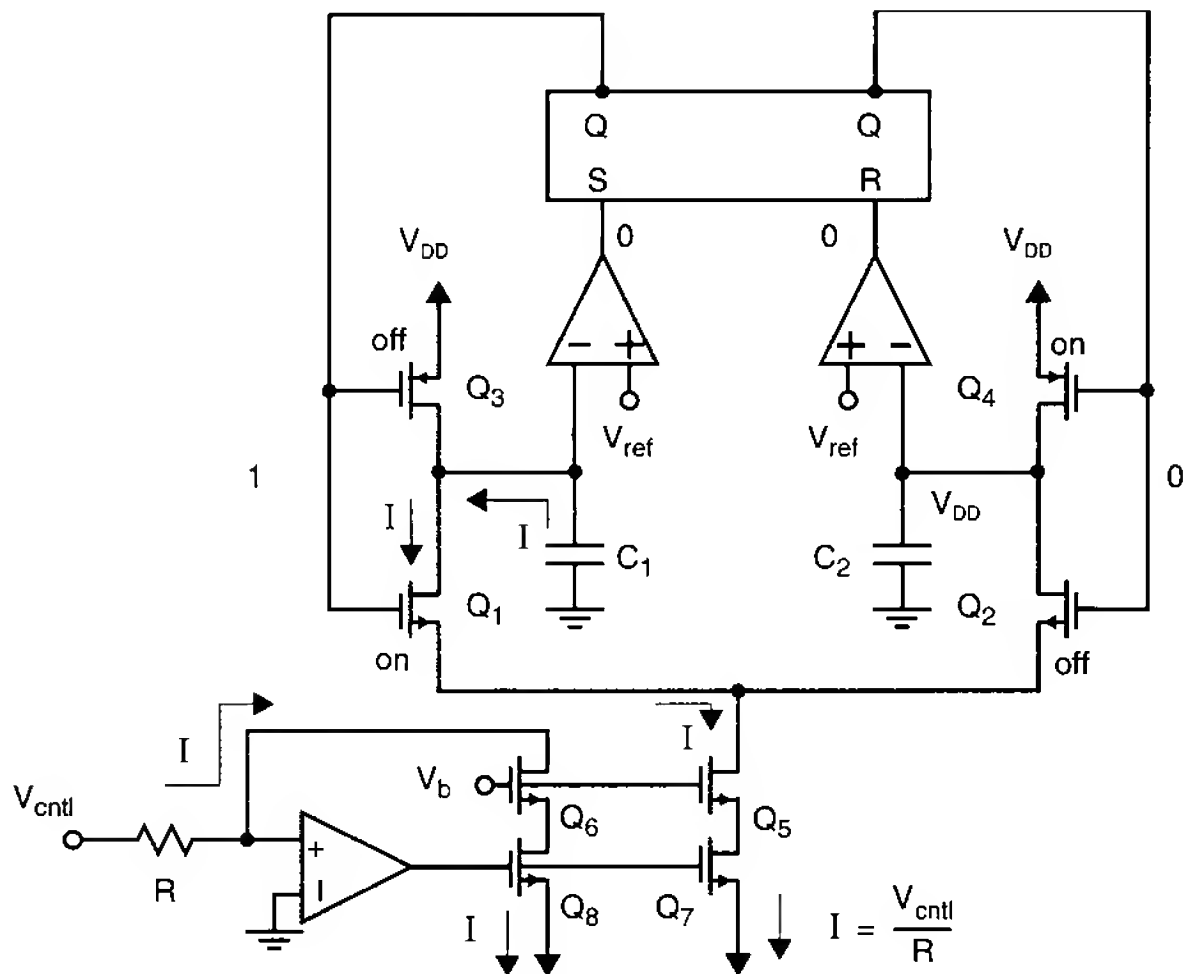 Q Q
S R
0 0
V_DD V_DD
off on
Q_3 Q_4
− + + −
V_ref V_ref
1 0
V_DD
I I
C_1 C_2
Q_1 Q_2
on off
I I
V_b
V_cntl
Q_6 Q_5
+
−
R
Q_8 Q_7
I
I = V_cntl / R